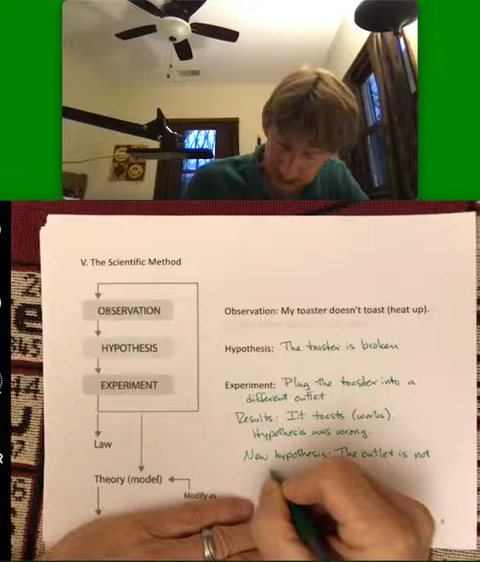 V. The Scientific Method
OBSERVATION
Observation: My toaster doesn't toast (heat up).
HYPOTHESIS
Hypothesis: The toaster is broken
EXPERIMENT
Experiment: Plug the toaster into a
different outlet
Results: It toasts (works).
Hypothesis was wrong.
Law
New hypothesis: The outlet is not
Theory (model)
Modify as